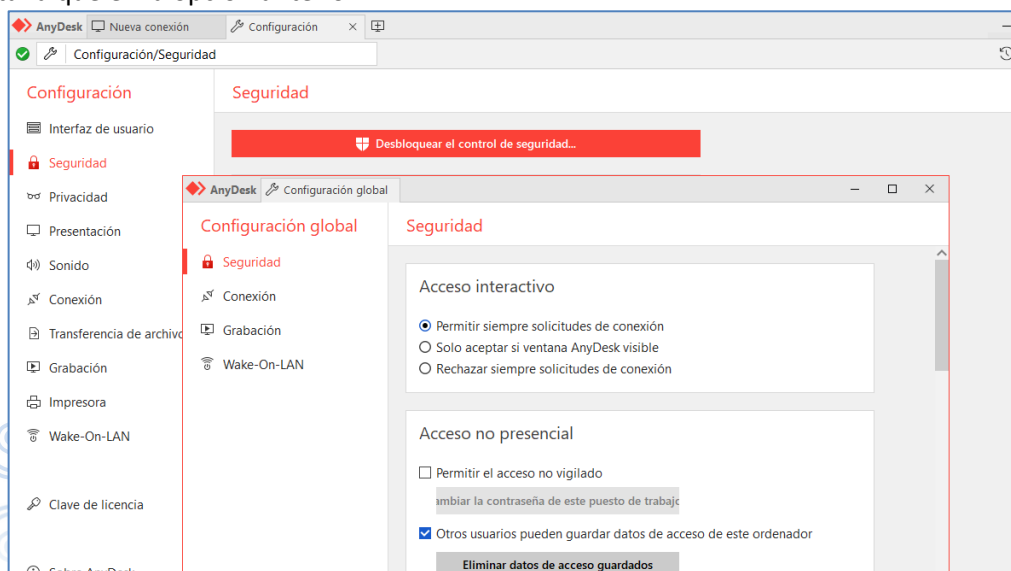 que
AnyDesk Nueva conexión Configuración
Configuración/Seguridad
Configuración
Seguridad
Interfaz de usuario
Seguridad
Privacidad
Presentación
Sonido
Conexión
Transferencia de archivo
Grabación
Impresora
Wake-On-LAN
Clave de licencia
Desbloquear el control de seguridad...
AnyDesk Configuración global
Configuración global
Seguridad
Conexión
Grabación
Wake-On-LAN
Seguridad
Acceso interactivo
Permitir siempre solicitudes de conexión
Solo aceptar si ventana AnyDesk visible
Rechazar siempre solicitudes de conexión
Acceso no presencial
Permitir el acceso no vigilado
ambiar la contraseña de este puesto de trabajo
Otros usuarios pueden guardar datos de acceso de este ordenador
Eliminar datos de acceso guardados